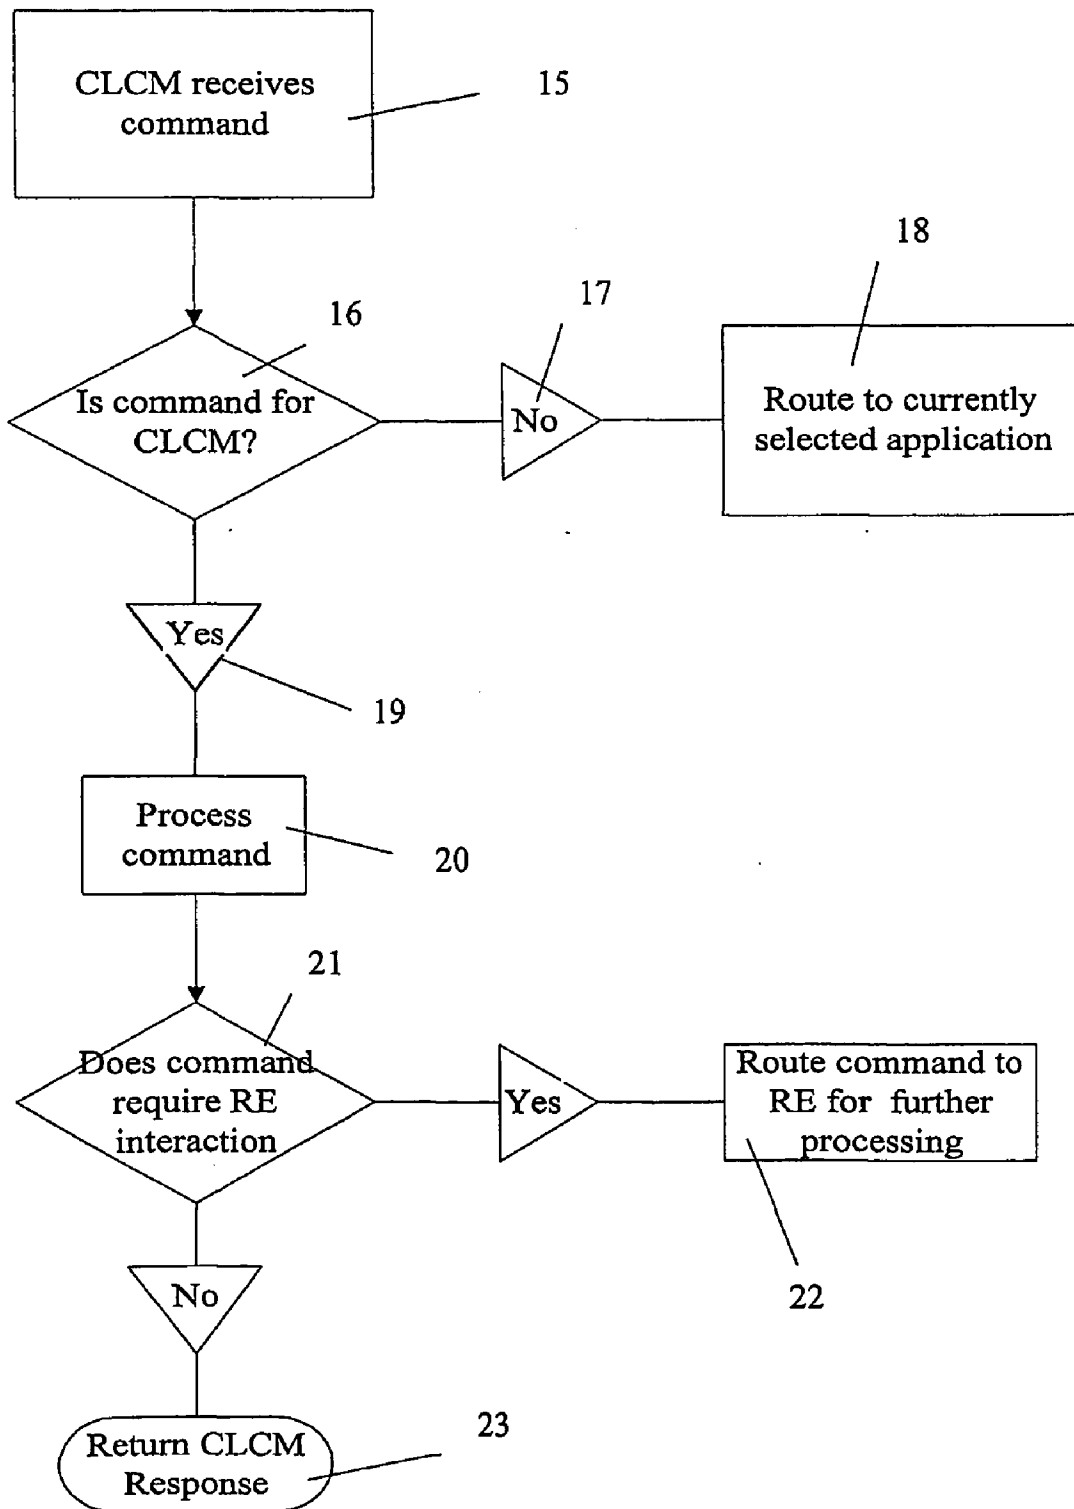 CLCM receives
command
15
16
Is command for
CLCM?
17
No
18
Route to currently
selected application
Yes
19
Process
command
20
21
Does command
require RE
interaction
Yes
Route command to
RE for further
processing
22
No
Return CLCM
Response
23